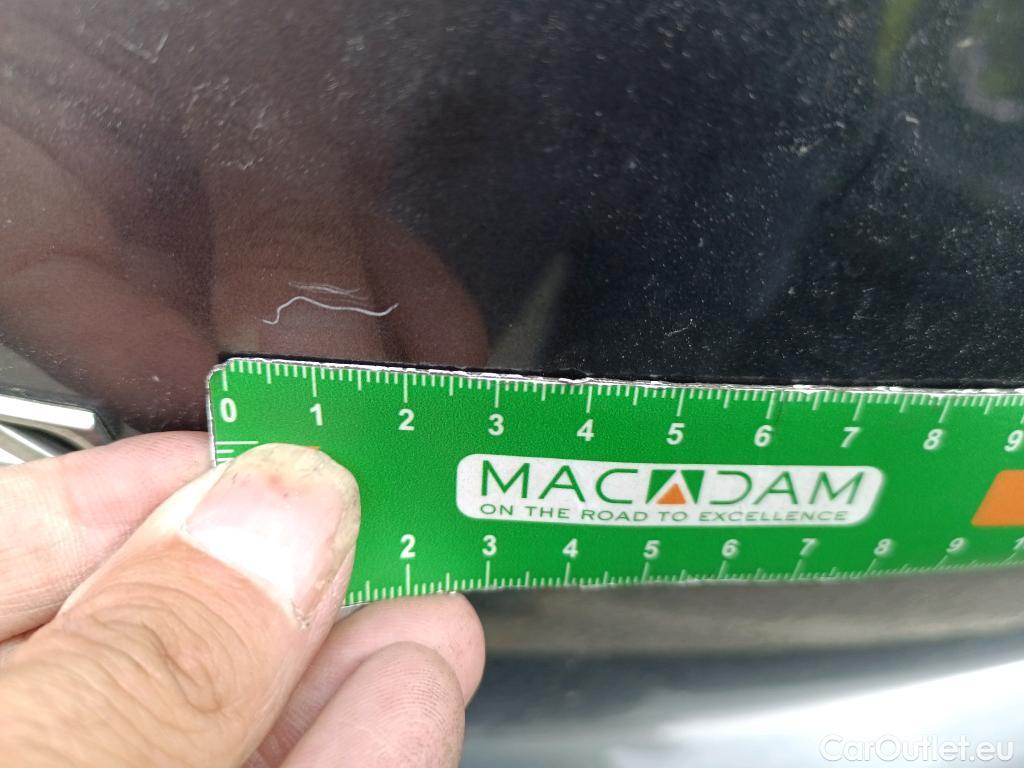 0 1 2 3 4 5 6 7 8 9
MACADAM
ON THE ROAD TO EXCELLENCE
2 3 4 5 6 7 8 9
CarOutlet.eu